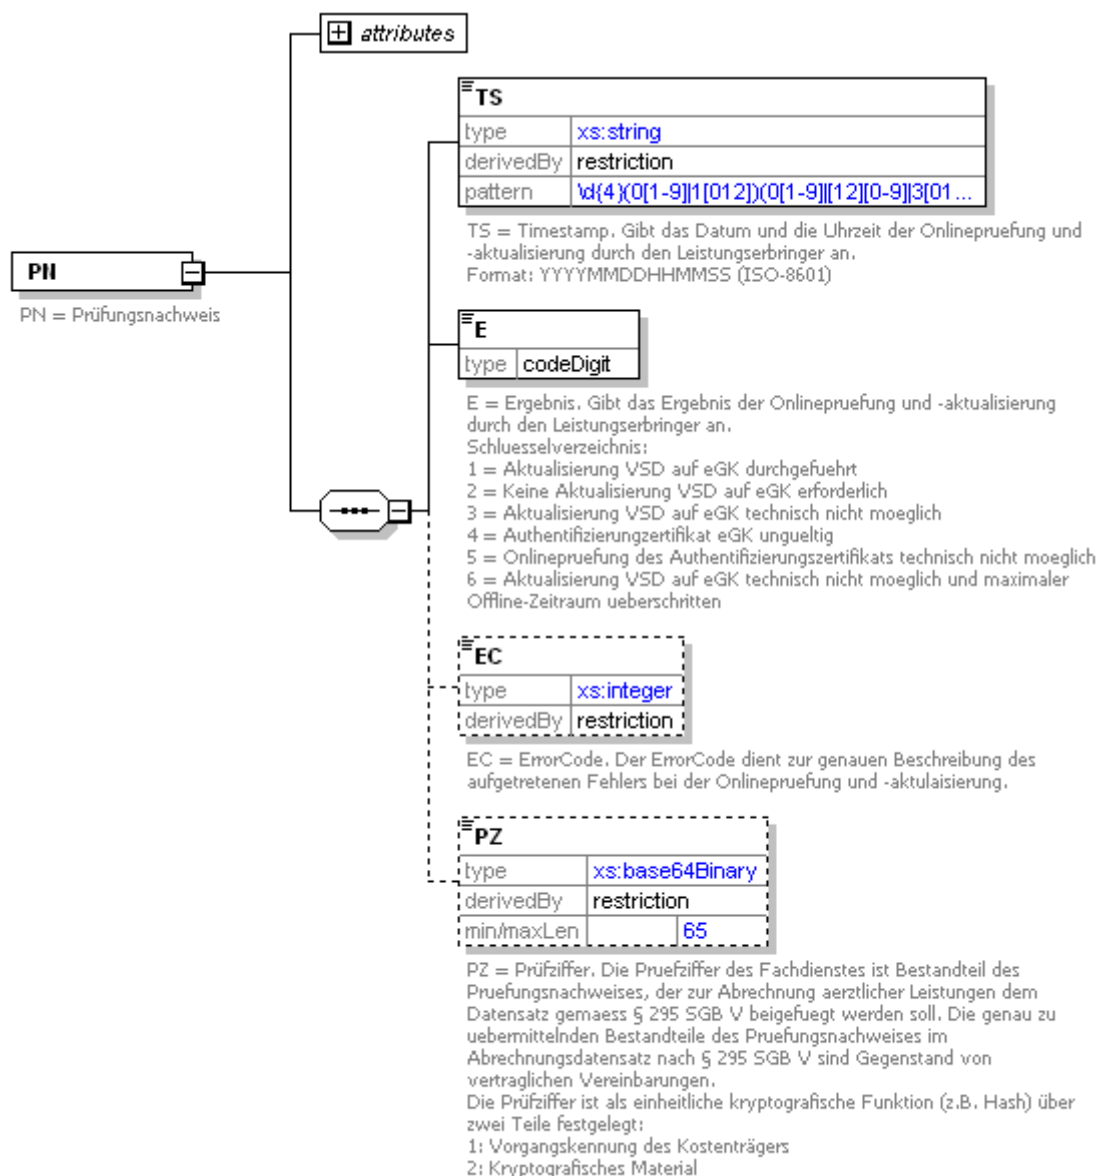 attributes
TS
type xs:string
derivedBy restriction
pattern \d{4}(0[1-9]|1[012])(0[1-9]|[12][0-9]|3[01...
TS = Timestamp. Gibt das Datum und die Uhrzeit der Onlinepruefung und
-aktualisierung durch den Leistungserbringer an.
Format: YYYYMMDDHHMMSS (ISO-8601)
PN
PN = Prüfungsnachweis
E
type codeDigit
E = Ergebnis. Gibt das Ergebnis der Onlinepruefung und -aktualisierung
durch den Leistungserbringer an.
Schluesselverzeichnis:
1 = Aktualisierung VSD auf eGK durchgefuehrt
2 = Keine Aktualisierung VSD auf eGK erforderlich
3 = Aktualisierung VSD auf eGK technisch nicht moeglich
4 = Authentifizierungzertifikat eGK ungueltig
5 = Onlinepruefung des Authentifizierungszertifikats technisch nicht moeglich
6 = Aktualisierung VSD auf eGK technisch nicht moeglich und maximaler
Offline-Zeitraum ueberschritten
EC
type xs:integer
derivedBy restriction
EC = ErrorCode. Der ErrorCode dient zur genauen Beschreibung des
aufgetretenen Fehlers bei der Onlinepruefung und -aktulaisierung.
PZ
type xs:base64Binary
derivedBy restriction
min/maxLen 65
PZ = Prüfziffer. Die Pruefziffer des Fachdienstes ist Bestandteil des
Pruefungsnachweises, der zur Abrechnung aerztlicher Leistungen dem
Datensatz gemaess § 295 SGB V beigefuegt werden soll. Die genau zu
uebermittelnden Bestandteile des Pruefungsnachweises im
Abrechnungsdatensatz nach § 295 SGB V sind Gegenstand von
vertraglichen Vereinbarungen.
Die Prüfziffer ist als einheitliche kryptografische Funktion (z.B. Hash) über
zwei Teile festgelegt:
1: Vorgangskennung des Kostenträgers
2: Kryptografisches Material